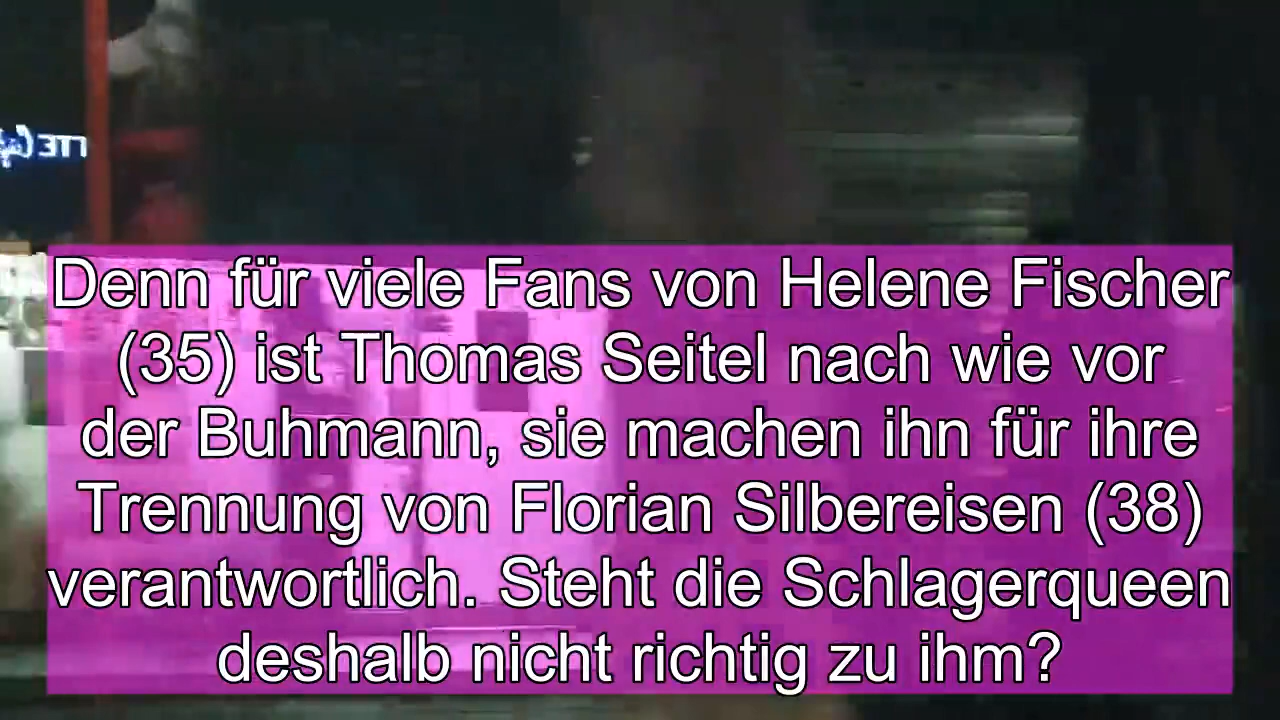 Denn für viele Fans von Helene Fischer
(35) ist Thomas Seitel nach wie vor
der Buhmann, sie machen ihn für ihre
Trennung von Florian Silbereisen (38)
verantwortlich. Steht die Schlagerqueen
deshalb nicht richtig zu ihm?